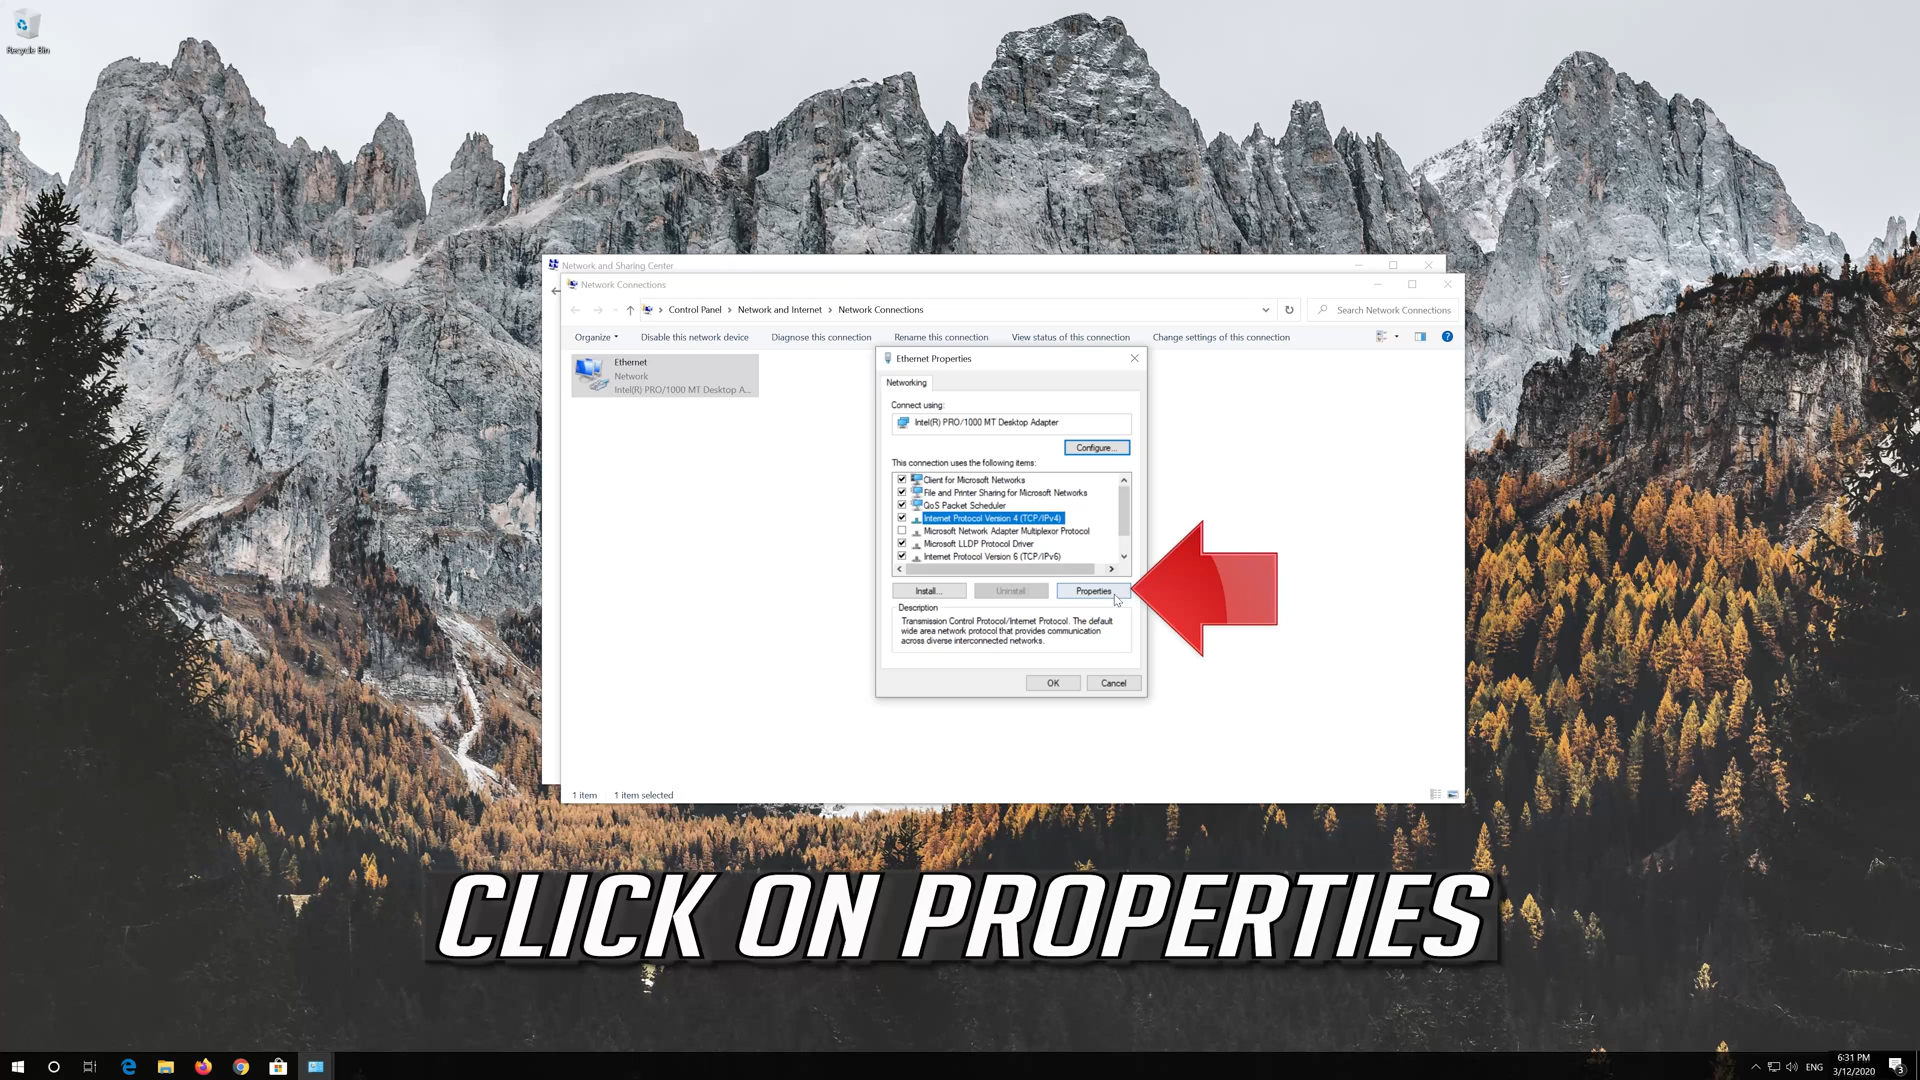 Recycle Bin
Network and Sharing Center
Network Connections
Control Panel > Network and Internet > Network Connections
Search Network Connections
Organize
Disable this network device
Diagnose this connection
Rename this connection
View status of this connection
Change settings of this connection
Ethernet
Network
Intel(R) PRO/1000 MT Desktop A...
Ethernet Properties
Networking
Connect using:
Intel(R) PRO/1000 MT Desktop Adapter
Configure...
This connection uses the following items:
Client for Microsoft Networks
File and Printer Sharing for Microsoft Networks
QoS Packet Scheduler
Internet Protocol Version 4 (TCP/IPv4)
Microsoft Network Adapter Multiplexor Protocol
Microsoft LLDP Protocol Driver
Internet Protocol Version 6 (TCP/IPv6)
Install...
Uninstall
Properties
Description
Transmission Control Protocol/Internet Protocol. The default
wide area network protocol that provides communication
across diverse interconnected networks.
OK
Cancel
1 item
1 item selected
CLICK ON PROPERTIES
ENG
6:31 PM
3/12/2020
3